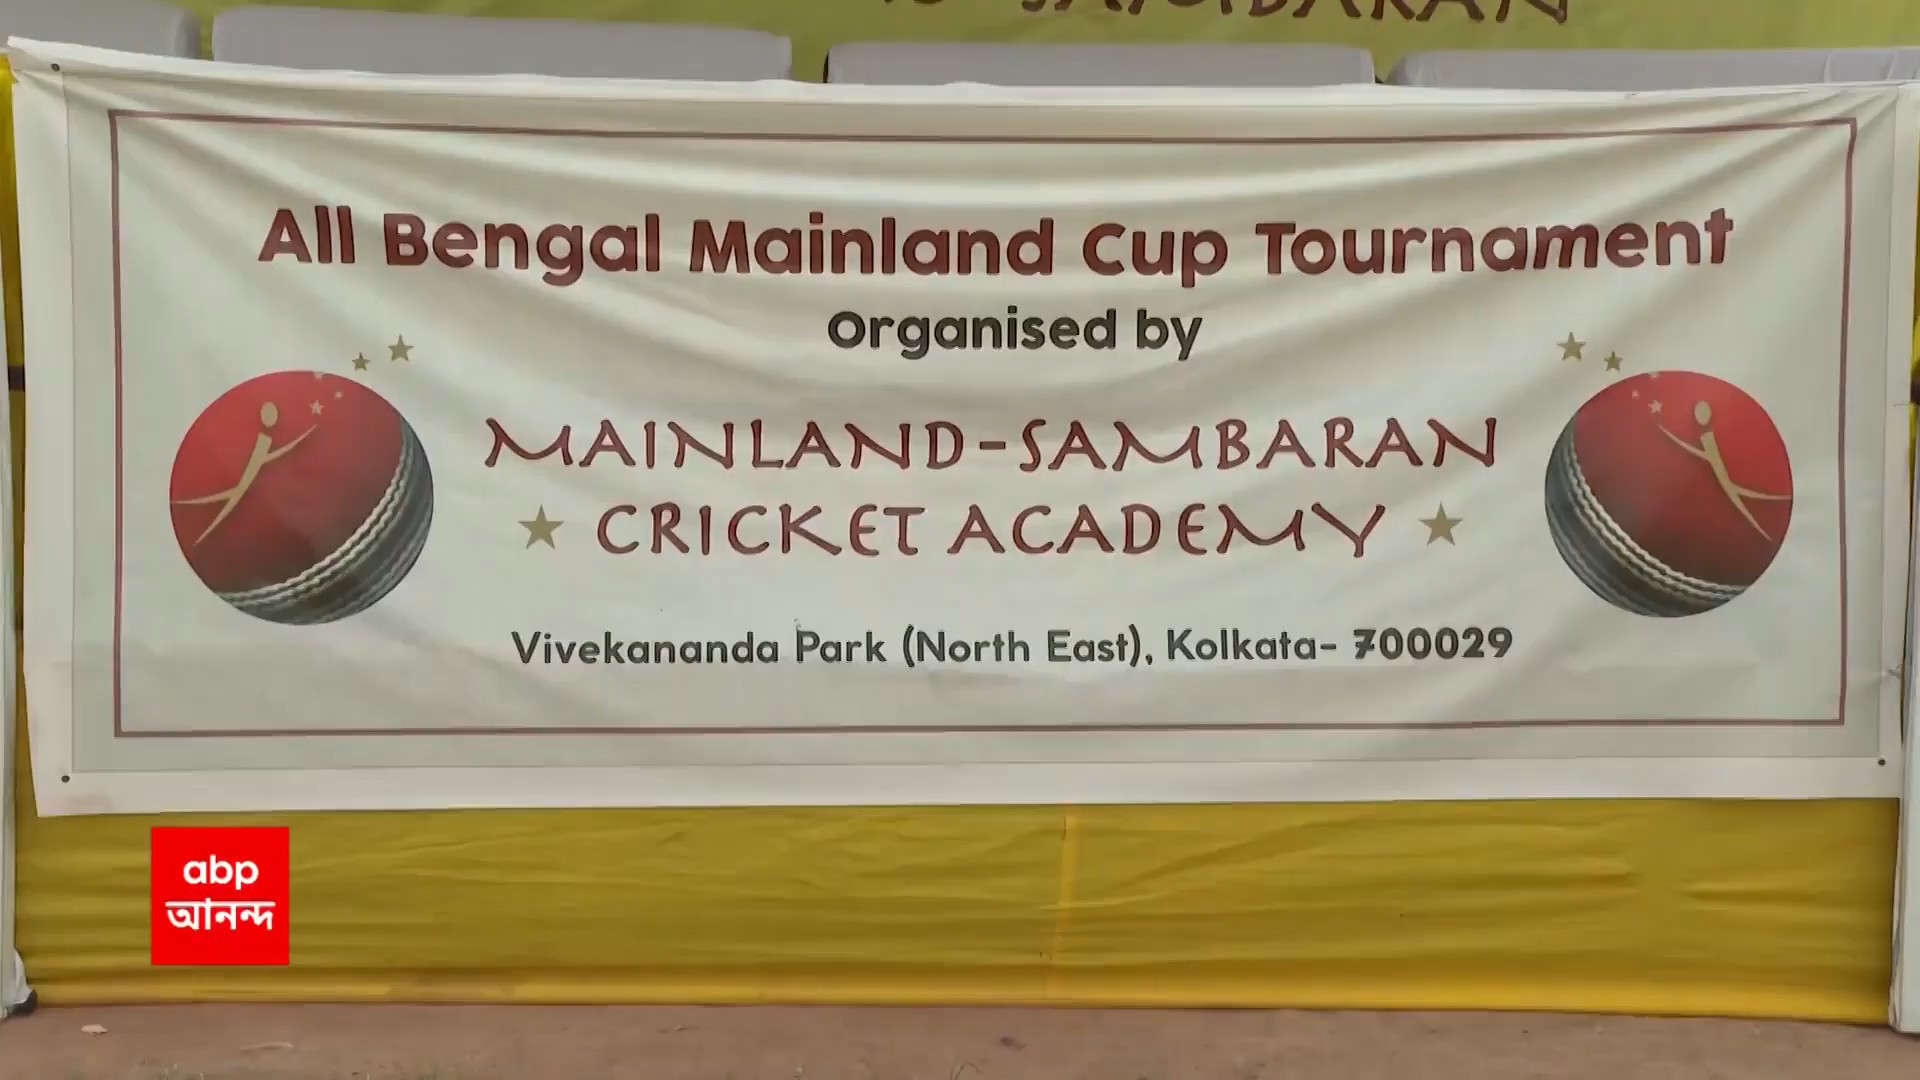 SAMBARAN
All Bengal Mainland Cup Tournament
Organised by
MAINLAND-SAMBARAN
CRICKET ACADEMY
Vivekananda Park (North East), Kolkata- 700029
abp
আনন্দ